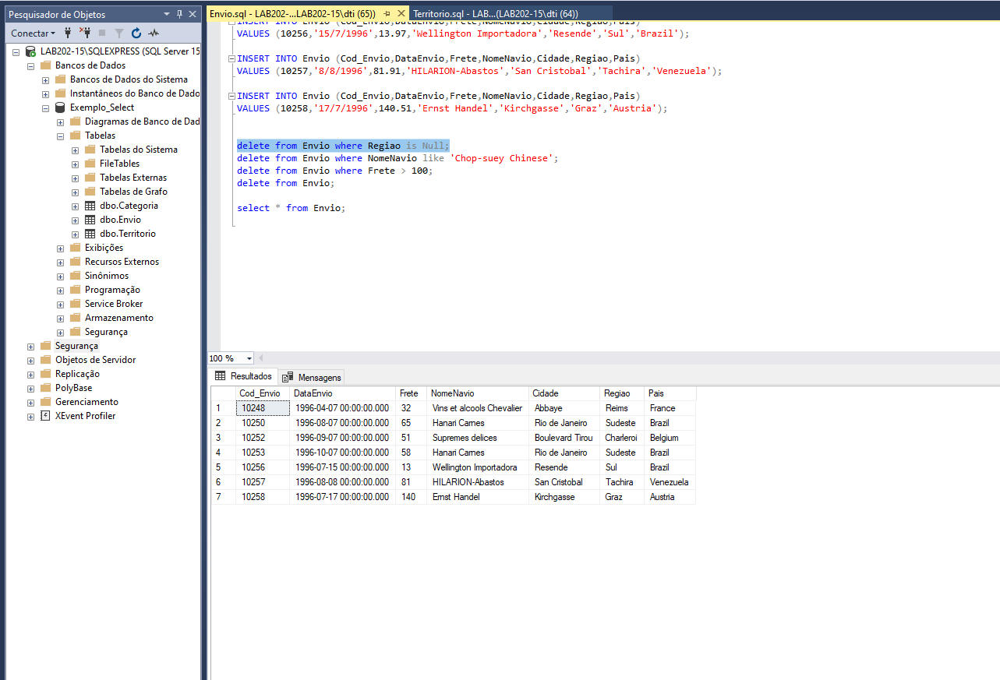 Pesquisador de Objetos
Conectar
LAB202-15\SQLEXPRESS (SQL Server 15
Bancos de Dados
Bancos de Dados do Sistema
Instantâneos do Banco de Dado
Exemplo_Select
Diagramas de Banco de Dad
Tabelas
Tabelas do Sistema
FileTables
Tabelas Externas
Tabelas de Grafo
dbo.Categoria
dbo.Envio
dbo.Territorio
Exibições
Recursos Externos
Sinônimos
Programação
Service Broker
Armazenamento
Segurança
Segurança
Objetos de Servidor
Replicação
PolyBase
Gerenciamento
XEvent Profiler
Envio.sql - LAB202-...LAB202-15\dti (65)) Territorio.sql - LAB...(LAB202-15\dti (64))
INSERT INTO Envio (Cod_Envio,DataEnvio,Frete,NomeNavio,Cidade,Regiao,Pais)
VALUES (10256,'15/7/1996',13.97,'Wellington Importadora','Resende','Sul','Brazil');
INSERT INTO Envio (Cod_Envio,DataEnvio,Frete,NomeNavio,Cidade,Regiao,Pais)
VALUES (10257,'8/8/1996',81.91,'HILARION-Abastos','San Cristobal','Tachira','Venezuela');
INSERT INTO Envio (Cod_Envio,DataEnvio,Frete,NomeNavio,Cidade,Regiao,Pais)
VALUES (10258,'17/7/1996',140.51,'Ernst Handel','Kirchgasse','Graz','Austria');
delete from Envio where Regiao is Null;
delete from Envio where NomeNavio like 'Chop-suey Chinese';
delete from Envio where Frete > 100;
delete from Envio;
select * from Envio;
100 %
Resultados Mensagens
Cod_Envio DataEnvio Frete NomeNavio Cidade Regiao Pais
1 10248 1996-04-07 00:00:00.000 32 Vins et alcools Chevalier Abbaye Reims France
2 10250 1996-08-07 00:00:00.000 65 Hanari Carnes Rio de Janeiro Sudeste Brazil
3 10252 1996-09-07 00:00:00.000 51 Supremes delices Boulevard Tirou Charleroi Belgium
4 10253 1996-10-07 00:00:00.000 58 Hanari Carnes Rio de Janeiro Sudeste Brazil
5 10256 1996-07-15 00:00:00.000 13 Wellington Importadora Resende Sul Brazil
6 10257 1996-08-08 00:00:00.000 81 HILARION-Abastos San Cristobal Tachira Venezuela
7 10258 1996-07-17 00:00:00.000 140 Ernst Handel Kirchgasse Graz Austria